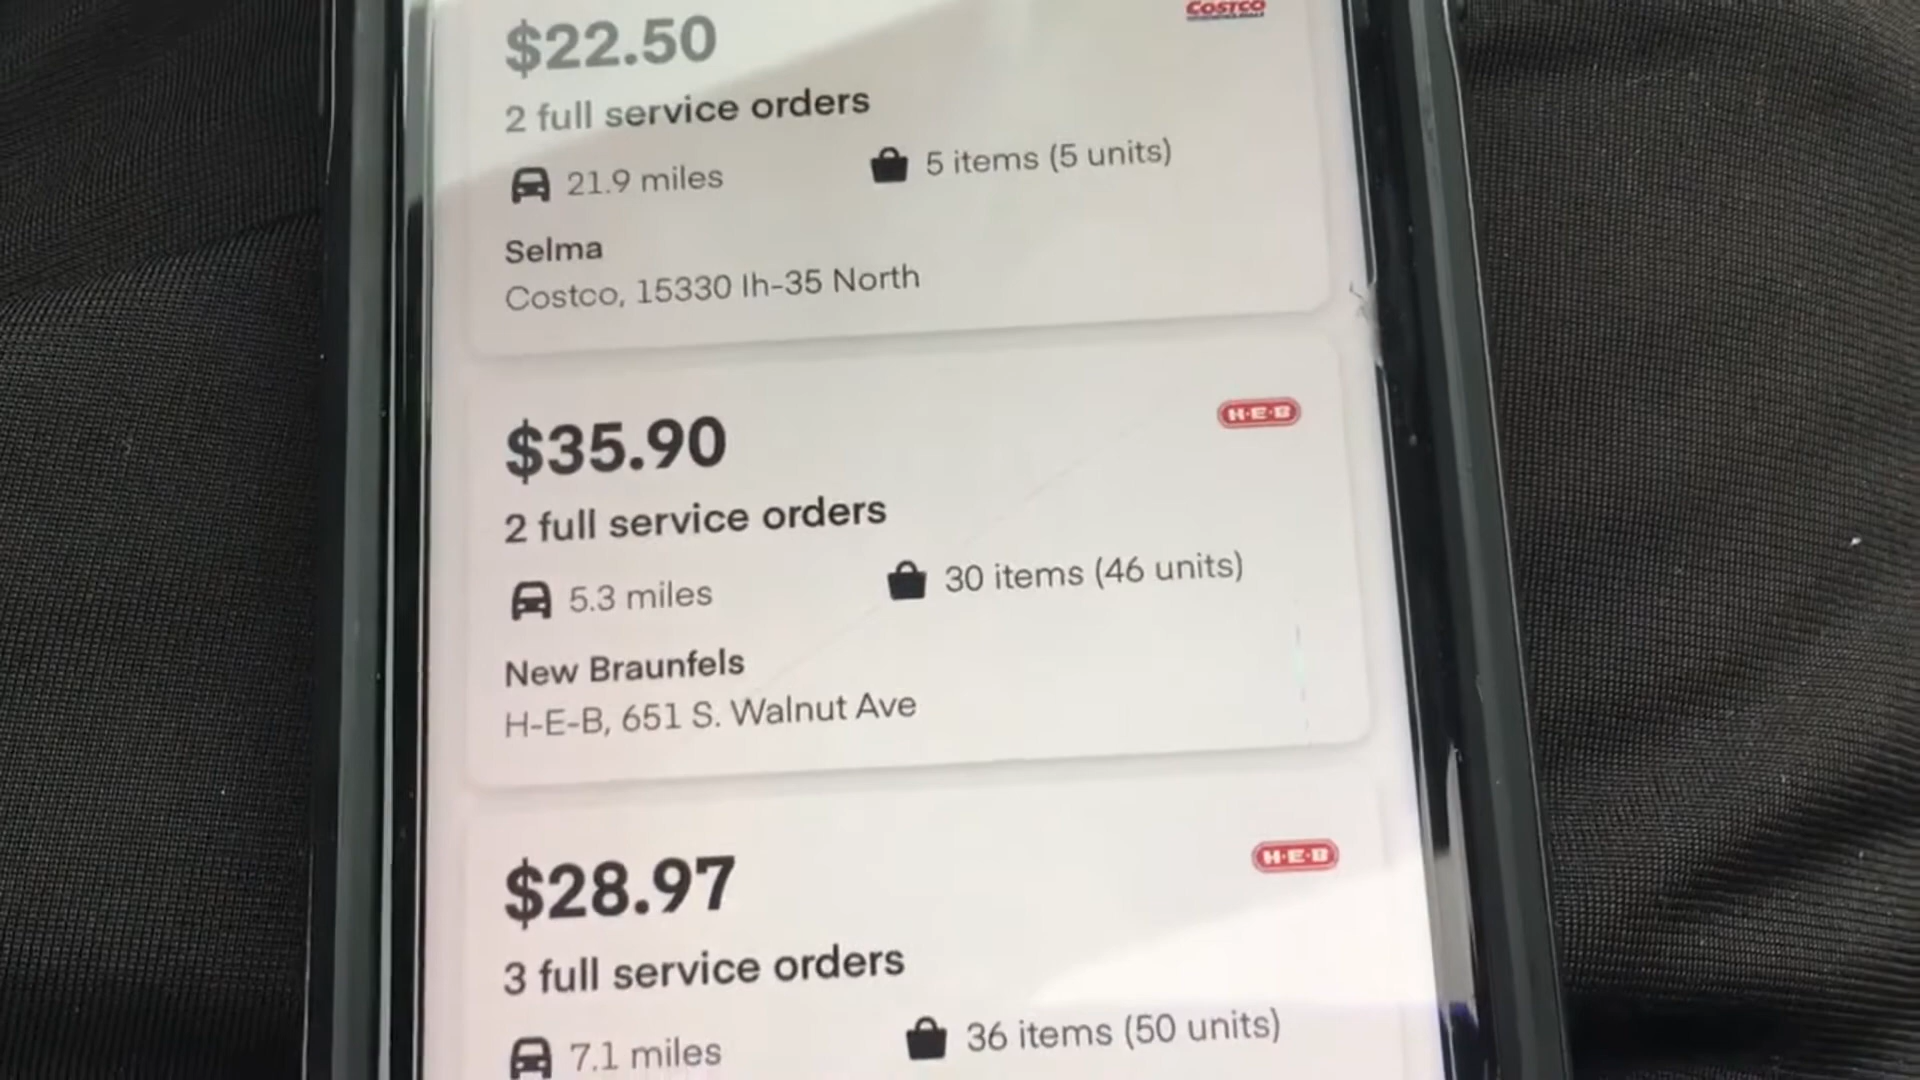 COSTCO
$22.50
2 full service orders
21.9 miles
5 items (5 units)
Selma
Costco, 15330 Ih-35 North
H-E-B
$35.90
2 full service orders
5.3 miles
30 items (46 units)
New Braunfels
H-E-B, 651 S. Walnut Ave
H-E-B
$28.97
3 full service orders
7.1 miles
36 items (50 units)